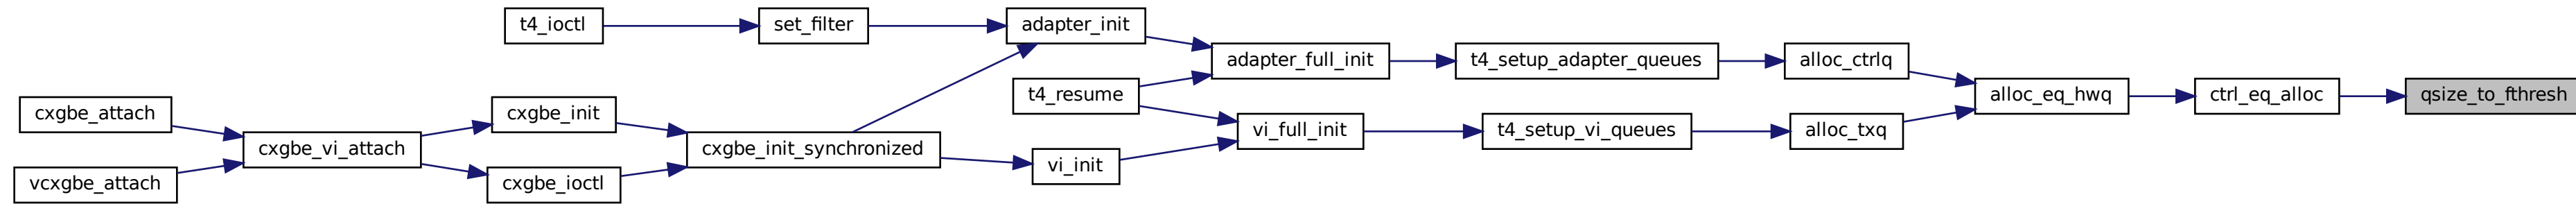 t4_ioctl
set_filter
adapter_init
adapter_full_init
t4_setup_adapter_queues
alloc_ctrlq
t4_resume
cxgbe_attach
cxgbe_init
alloc_eq_hwq
ctrl_eq_alloc
qsize_to_fthresh
cxgbe_vi_attach
cxgbe_init_synchronized
vi_full_init
t4_setup_vi_queues
alloc_txq
vi_init
vcxgbe_attach
cxgbe_ioctl